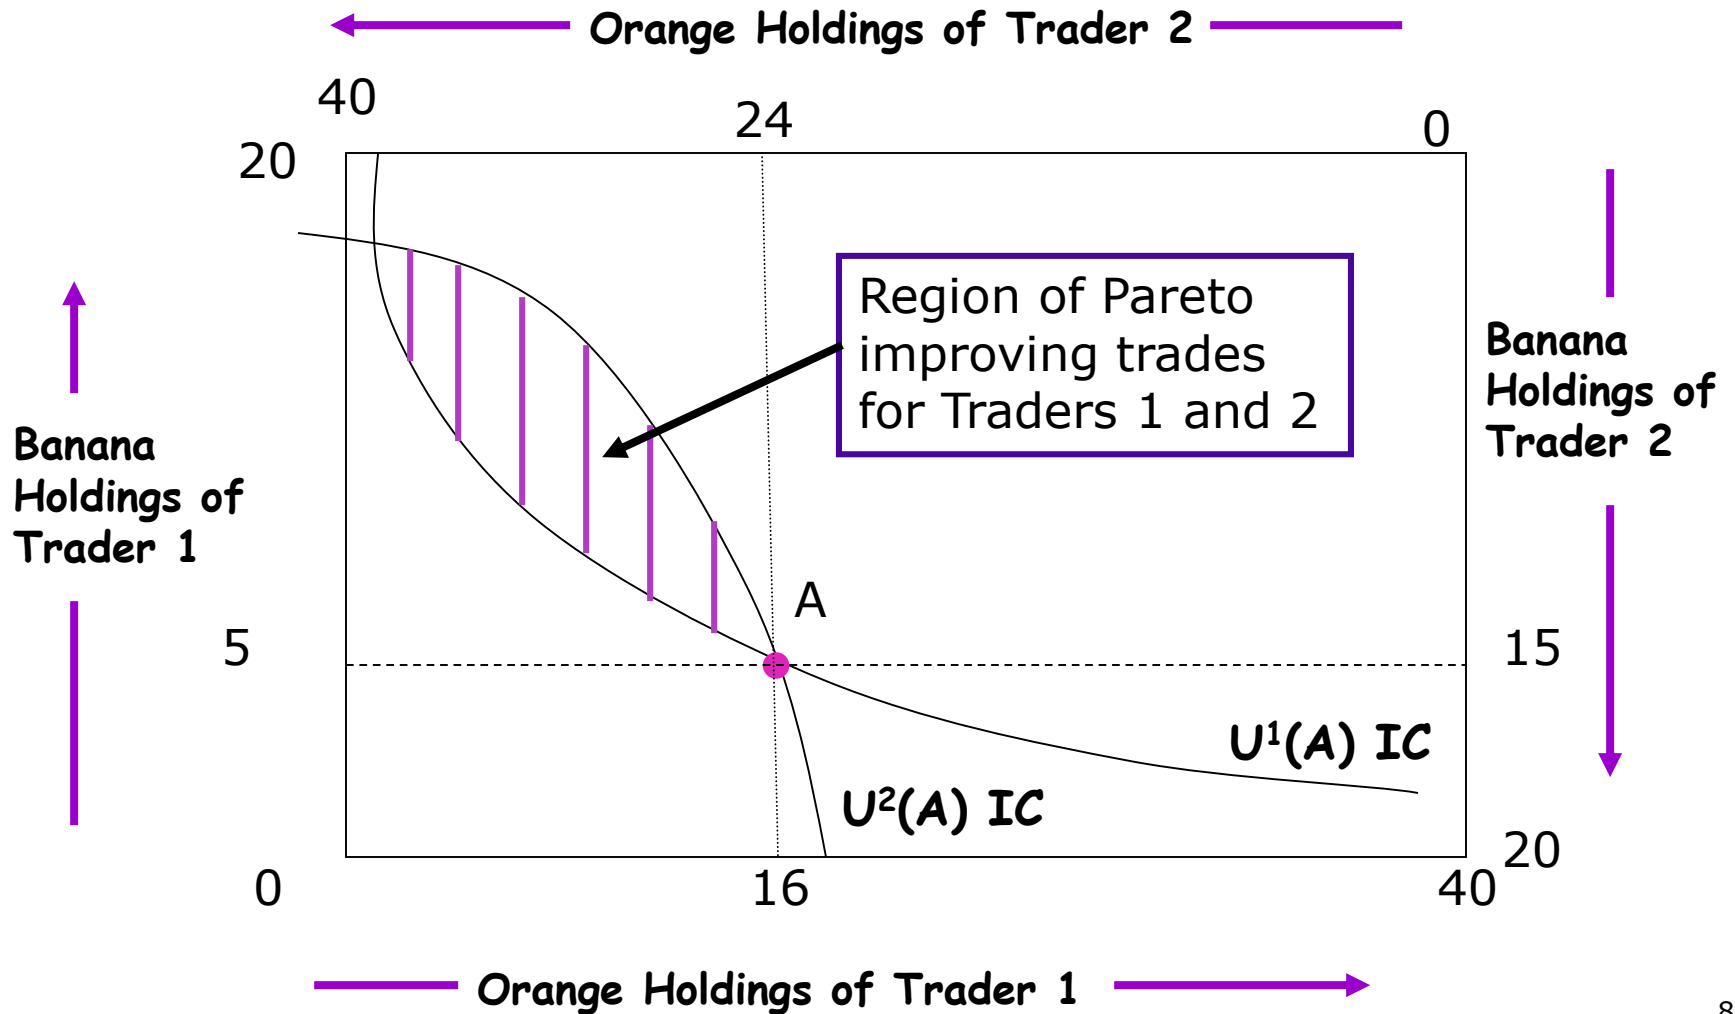 Orange Holdings of Trader 2
40
24
0
20
Region of Pareto
improving trades
for Traders 1 and 2
Banana
Holdings of
Trader 2
Banana
Holdings of
Trader 1
A
5
15
U¹(A) IC
U²(A) IC
20
0
16
40
Orange Holdings of Trader 1
8